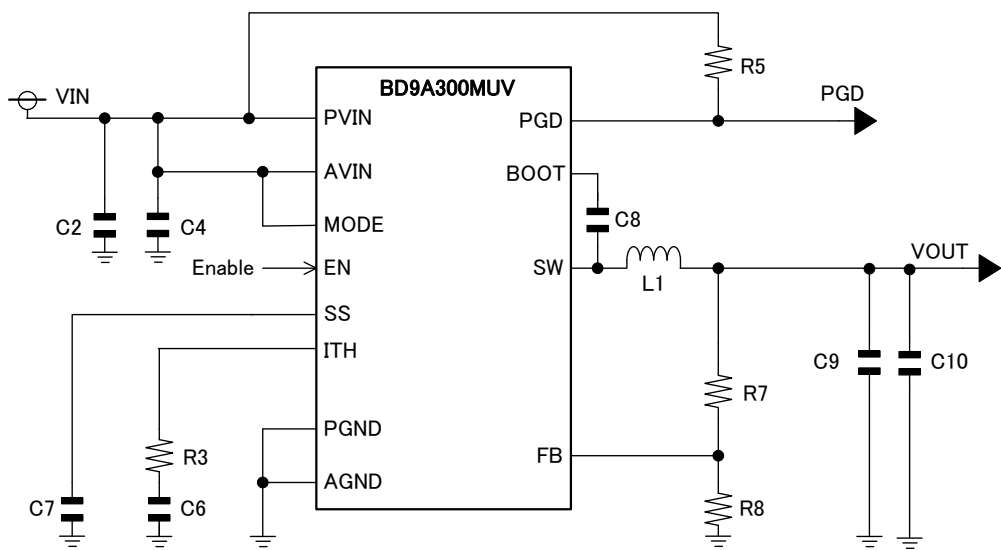 R5
BD9A300MUV
VIN
PGD
PVIN
PGD
AVIN
BOOT
C2
C4
MODE
C8
Enable
EN
SW
VOUT
L1
SS
ITH
C9
C10
R7
PGND
R3
FB
AGND
C7
C6
R8